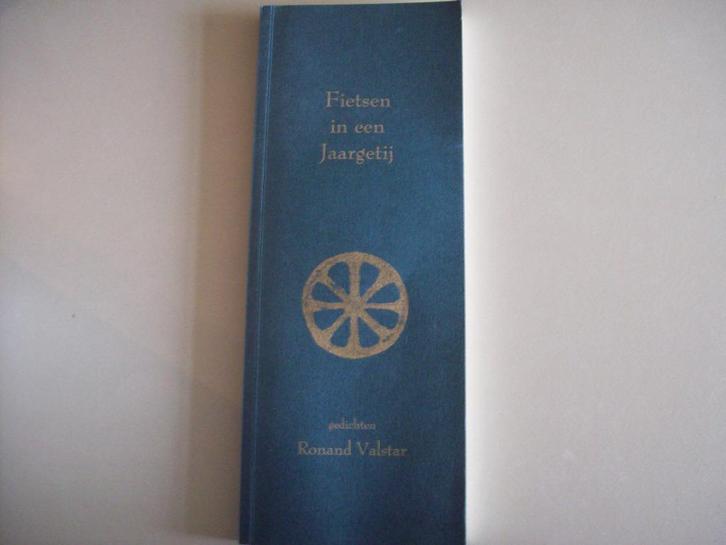 Fietsen
in een
Jaargetij
gedichten
Ronand Valstar